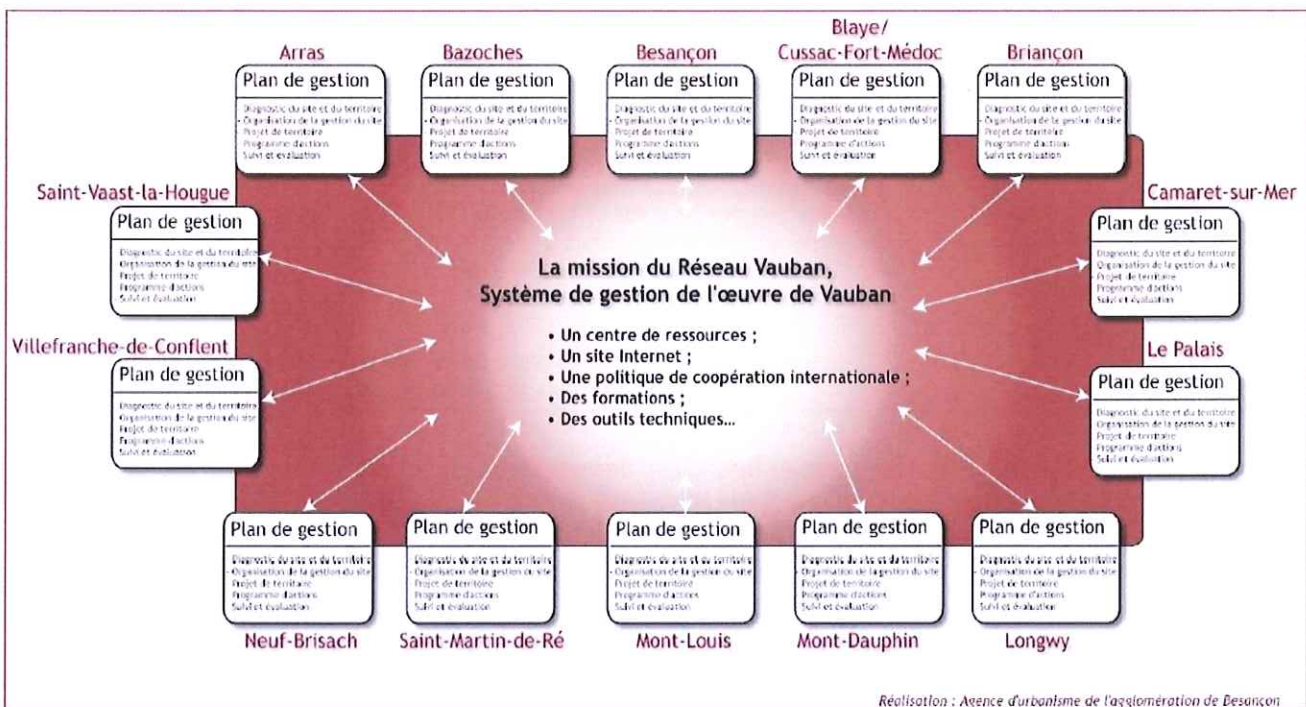 Arras
Plan de gestion
Diagnostic du site et du territoire
- Organisation de la gestion du site
Projet de territoire
Programme d'actions
Suivi et évaluation
Bazoches
Plan de gestion
Diagnostic du site et du territoire
- Organisation de la gestion du site
Projet de territoire
Programme d'actions
Suivi et évaluation
Besançon
Plan de gestion
Diagnostic du site et du territoire
- Organisation de la gestion du site
Projet de territoire
Programme d'actions
Suivi et évaluation
Blaye/
Cussac-Fort-Médoc
Plan de gestion
Diagnostic du site et du territoire
- Organisation de la gestion du site
Projet de territoire
Programme d'actions
Suivi et évaluation
Briançon
Plan de gestion
Diagnostic du site et du territoire
- Organisation de la gestion du site
Projet de territoire
Programme d'actions
Suivi et évaluation
Saint-Vaast-la-Hougue
Plan de gestion
Diagnostic du site et du territoire
Organisation de la gestion du site
Projet de territoire
Programme d'actions
Suivi et évaluation
Camaret-sur-Mer
Plan de gestion
Diagnostic du site et du territoire
- Organisation de la gestion du site
- Projet de territoire
Programme d'actions
Suivi et évaluation
La mission du Réseau Vauban,
Système de gestion de l'œuvre de Vauban
• Un centre de ressources ;
• Un site Internet ;
• Une politique de coopération internationale ;
• Des formations ;
• Des outils techniques...
Villefranche-de-Conflent
Plan de gestion
Diagnostic du site et du territoire
Organisation de la gestion du site
Projet de territoire
Programme d'actions
Suivi et évaluation
Le Palais
Plan de gestion
Diagnostic du site et du territoire
Organisation de la gestion du site
Projet de territoire
Programme d'actions
Suivi et évaluation
Plan de gestion
Diagnostic du site et du territoire
- Organisation de la gestion du site
Projet de territoire
Programme d'actions
Suivi et évaluation
Neuf-Brisach
Plan de gestion
Diagnostic du site et du territoire
- Organisation de la gestion du site
Projet de territoire
Programme d'actions
Suivi et évaluation
Saint-Martin-de-Ré
Plan de gestion
Diagnostic du site et du territoire
- Organisation de la gestion du site
Projet de territoire
Programme d'actions
Suivi et évaluation
Mont-Louis
Plan de gestion
Diagnostic du site et du territoire
- Organisation de la gestion du site
Projet de territoire
Programme d'actions
Suivi et évaluation
Mont-Dauphin
Plan de gestion
Diagnostic du site et du territoire
- Organisation de la gestion du site
Projet de territoire
Programme d'actions
Suivi et évaluation
Longwy
Réalisation : Agence d'urbanisme de l'agglomération de Besançon